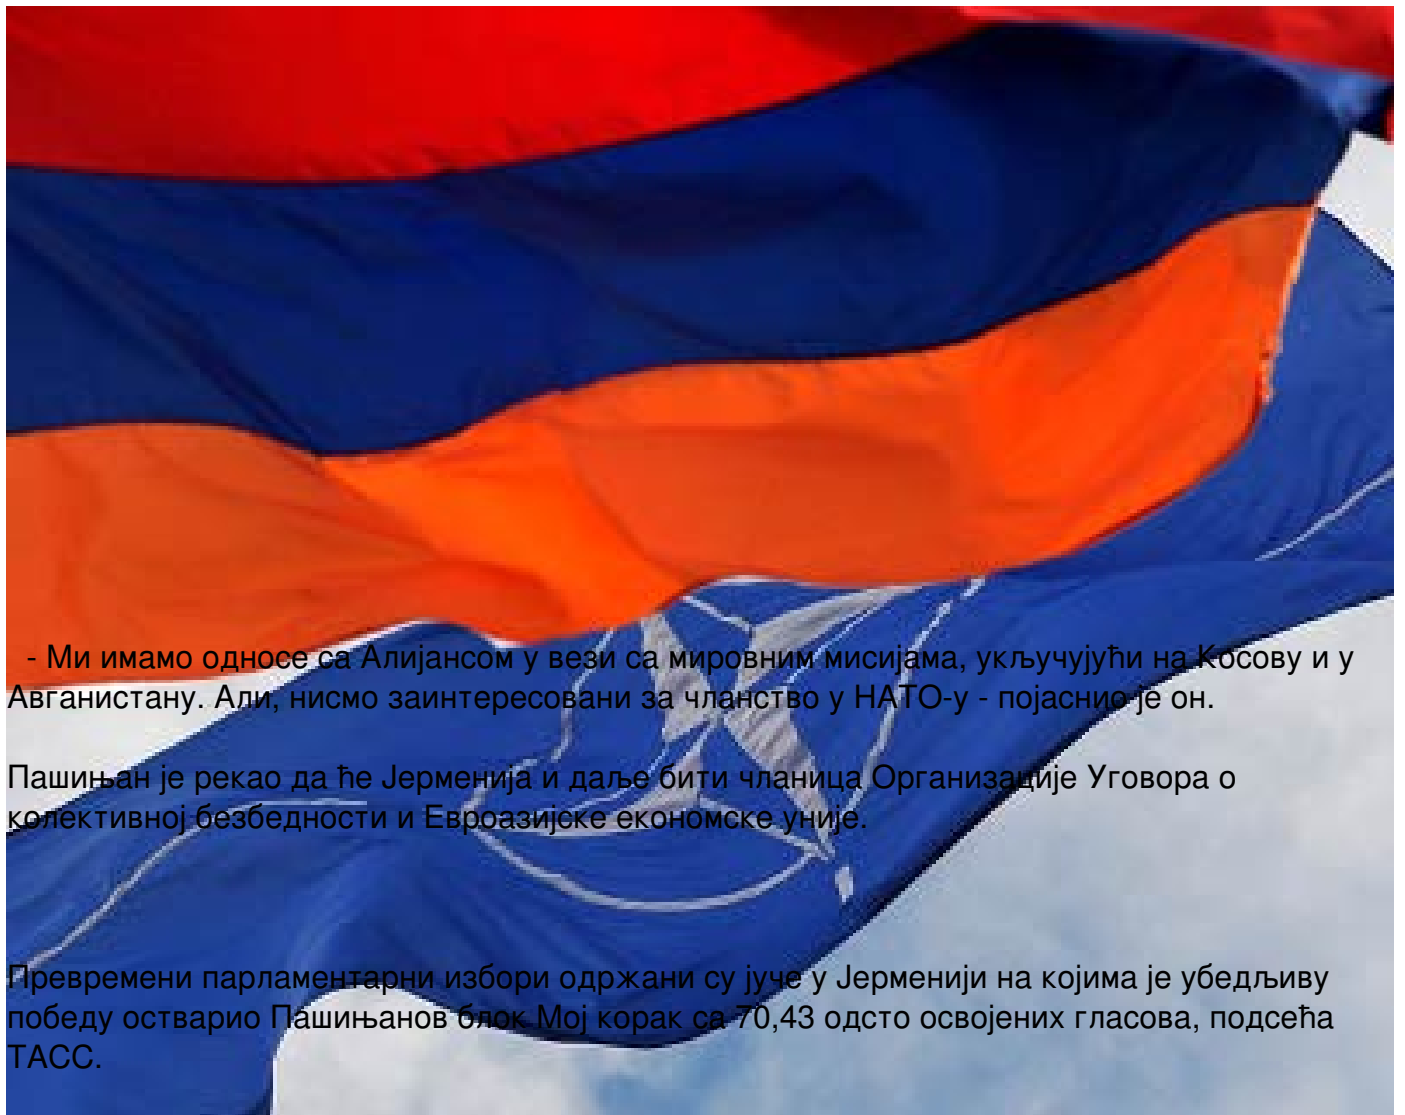 - Ми имамо односе са Алијансом у вези са мировним мисијама, укључујући на Косову и у
Авганистану. Али, нисмо заинтересовани за чланство у НАТО-у - појаснио је он.
Пашињан је рекао да ће Јерменија и даље бити чланица Организације Уговора о
колективној безбедности и Евроазијске економске уније.
Превремени парламентарни избори одржани су јуче у Јерменији на којима је убедљиву
победу остварио Пашињанов блок Мој корак са 70,43 одсто освојених гласова, подсећа
ТАСС.